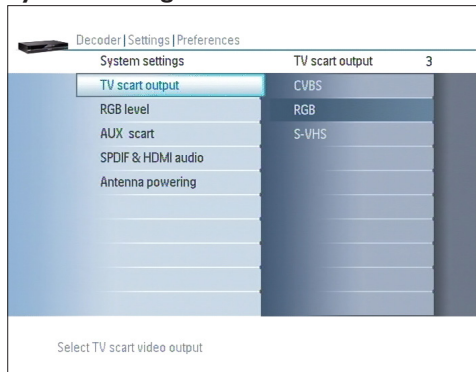 Decoder|Settings|Preferences
System settings TV scart output 3
TV scart output CVBS
RGB level RGB
AUX scart S-VHS
SPDIF & HDMI audio
Antenna powering
Select TV scart video output